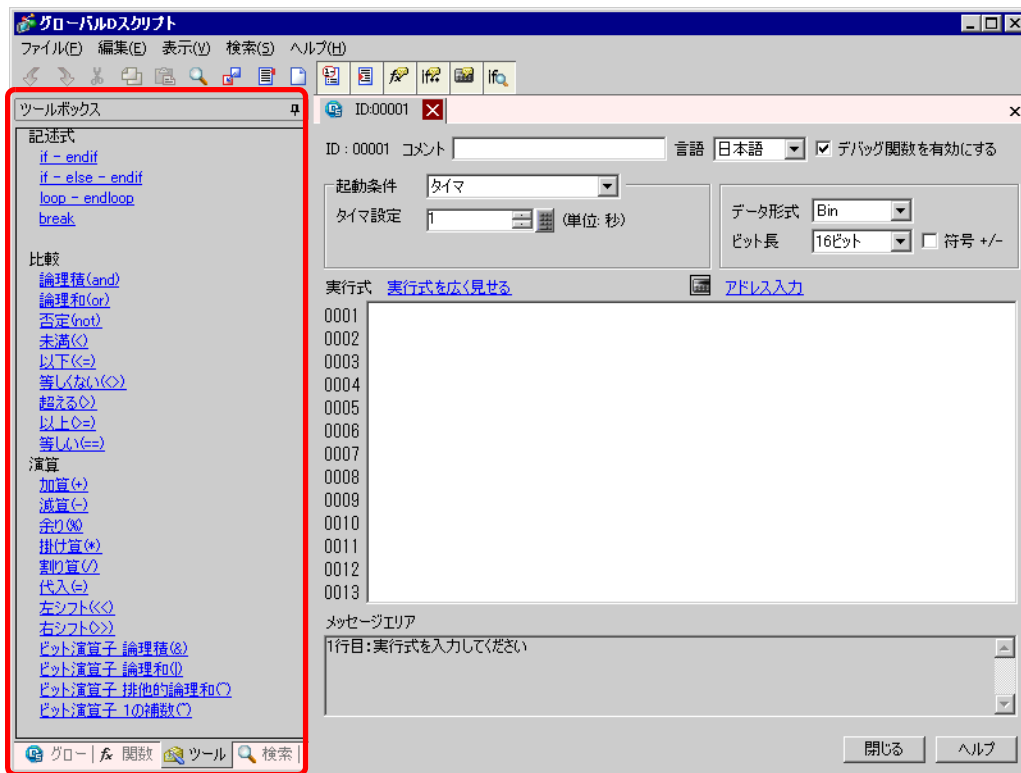 グローバルDスクリプト
ファイル(F) 編集(E) 表示(V) 検索(S) ヘルプ(H)
ツールボックス
記述式
if - endif
if - else - endif
loop - endloop
break
比較
論理積(and)
論理和(or)
否定(not)
未満(<)
以下(<=)
等しくない(<>)
超える(>)
以上(>=)
等しい(==)
演算
加算(+)
減算(-)
余り(%)
掛け算(*)
割り算(/)
代入(=)
左シフト(<<)
右シフト(>>)
ビット演算子 論理積(&)
ビット演算子 論理和(|)
ビット演算子 排他的論理和(^)
ビット演算子 1の補数(~)
グロー 関数 ツール 検索
ID:00001
ID : 00001 コメント 言語 日本語 デバッグ関数を有効にする
起動条件 タイマ
タイマ設定 1 (単位: 秒)
データ形式 Bin
ビット長 16ビット 符号 +/-
実行式 実行式を広く見せる アドレス入力
0001
0002
0003
0004
0005
0006
0007
0008
0009
0010
0011
0012
0013
メッセージエリア
1行目:実行式を入力してください
閉じる ヘルプ